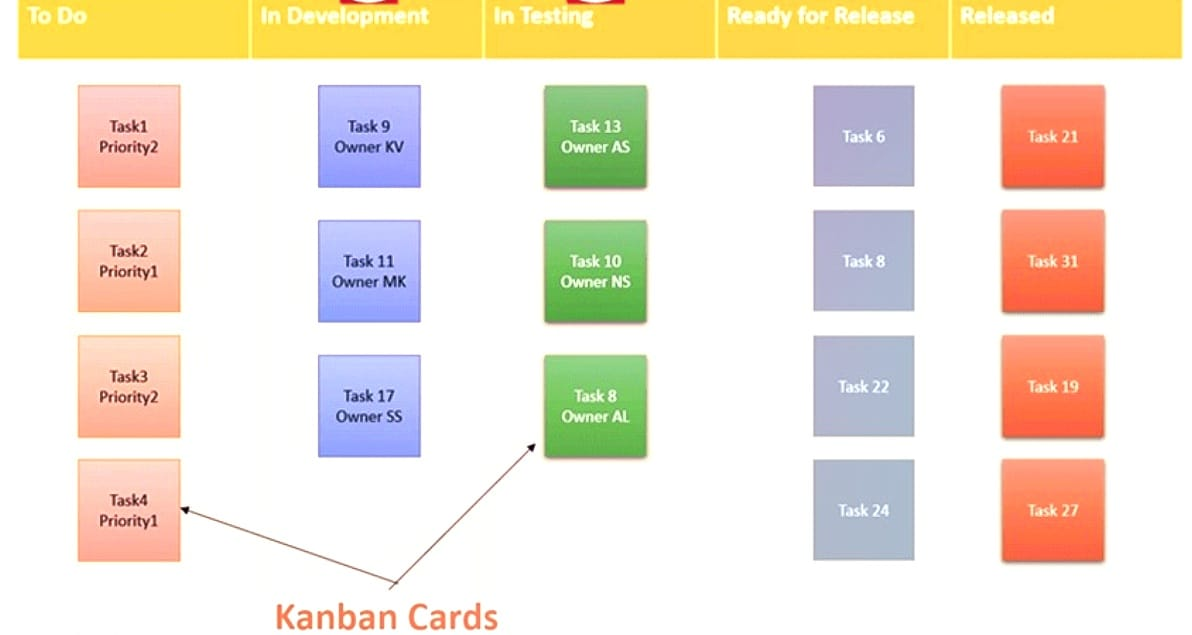 To Do
In Development
In Testing
Ready for Release
Released
Task1
Priority2
Task 9
Owner KV
Task 13
Owner AS
Task 6
Task 21
Task2
Priority1
Task 11
Owner MK
Task 10
Owner NS
Task 8
Task 31
Task3
Priority2
Task 17
Owner SS
Task 8
Owner AL
Task 22
Task 19
Task4
Priority1
Task 24
Task 27
Kanban Cards